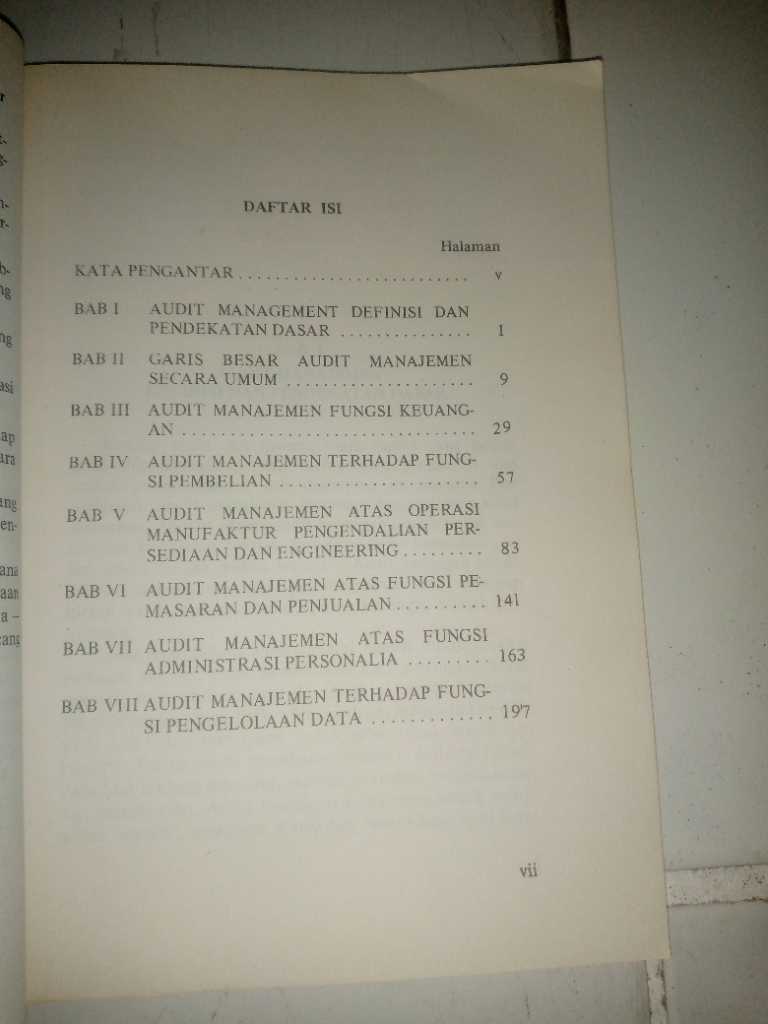 DAFTAR ISI
Halaman
KATA PENGANTAR ......................... v
BAB I AUDIT MANAGEMENT DEFINISI DAN
PENDEKATAN DASAR ............... 1
BAB II GARIS BESAR AUDIT MANAJEMEN
SECARA UMUM ..................... 9
BAB III AUDIT MANAJEMEN FUNGSI KEUANG-
AN ................................ 29
BAB IV AUDIT MANAJEMEN TERHADAP FUNG-
SI PEMBELIAN ...................... 57
BAB V AUDIT MANAJEMEN ATAS OPERASI
MANUFAKTUR PENGENDALIAN PER-
SEDIAAN DAN ENGINEERING ......... 83
BAB VI AUDIT MANAJEMEN ATAS FUNGSI PE-
MASARAN DAN PENJUALAN .......... 141
BAB VII AUDIT MANAJEMEN ATAS FUNGSI
ADMINISTRASI PERSONALIA ......... 163
BAB VIII AUDIT MANAJEMEN TERHADAP FUNG-
SI PENGELOLAAN DATA ............. 197
vii